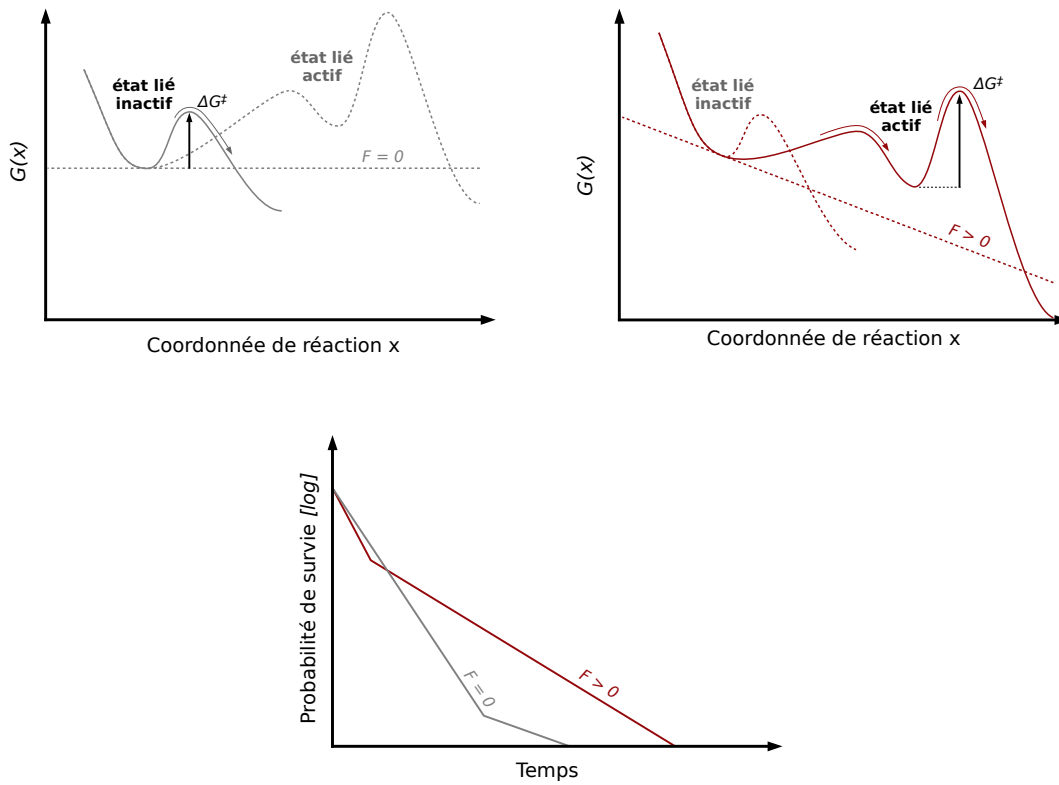 état lié
inactif
ΔG‡
état lié
actif
F = 0
G(x)
Coordonnée de réaction x
état lié
inactif
état lié
actif
ΔG‡
F > 0
G(x)
Coordonnée de réaction x
Probabilité de survie [log]
F = 0
F > 0
Temps